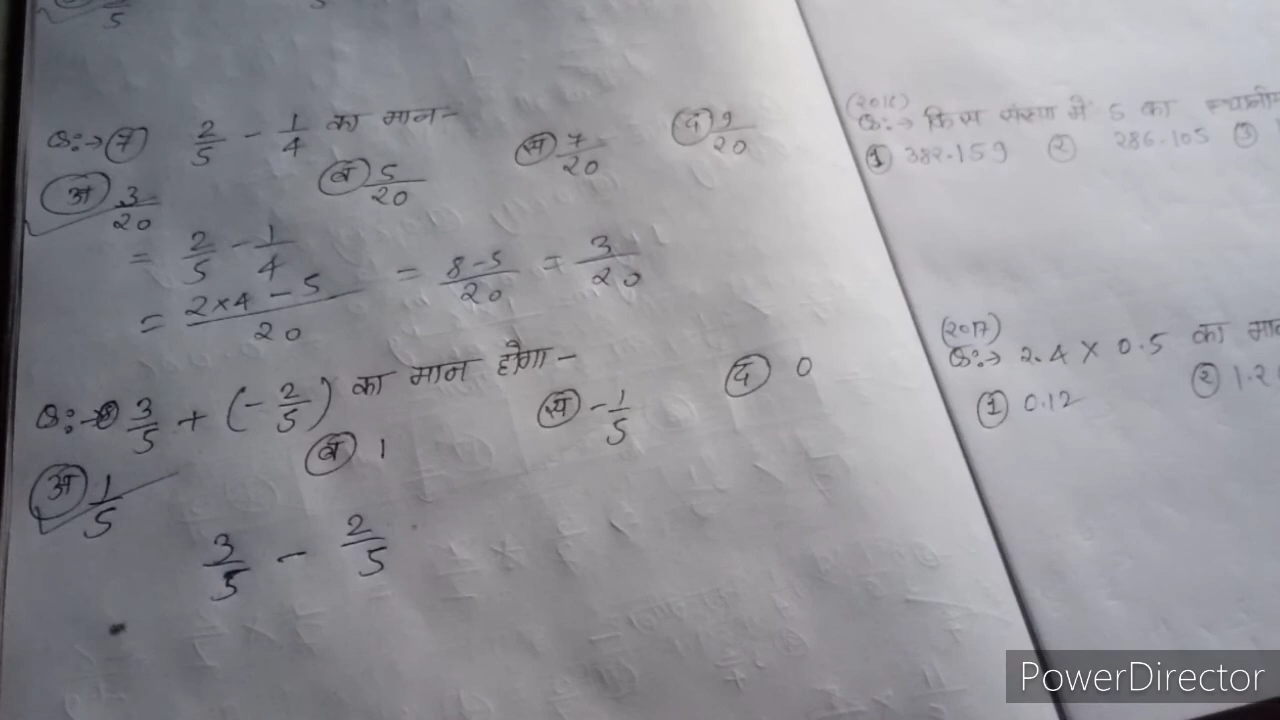 5
Q:→ (7) 2/5 - 1/4 का मान-
(अ) 3/20 (ब) 5/20 (स) 7/20 (द) 9/20
= 2/5 - 1/4
= 2×4-5/20 = 8-5/20 = 3/20
Q:→8 3/5 + (-2/5) का मान होगा-
(अ) 1/5 (ब) 1 (स) -1/5 (द) 0
3/5 - 2/5
(2016)
Q:→ किस संख्या में 5 का
(1) 382.159 (2) 286.105 (3)
(2017)
Q:→ 2.4 × 0.5 का
(1) 0.12 (2) 1.2
PowerDirector